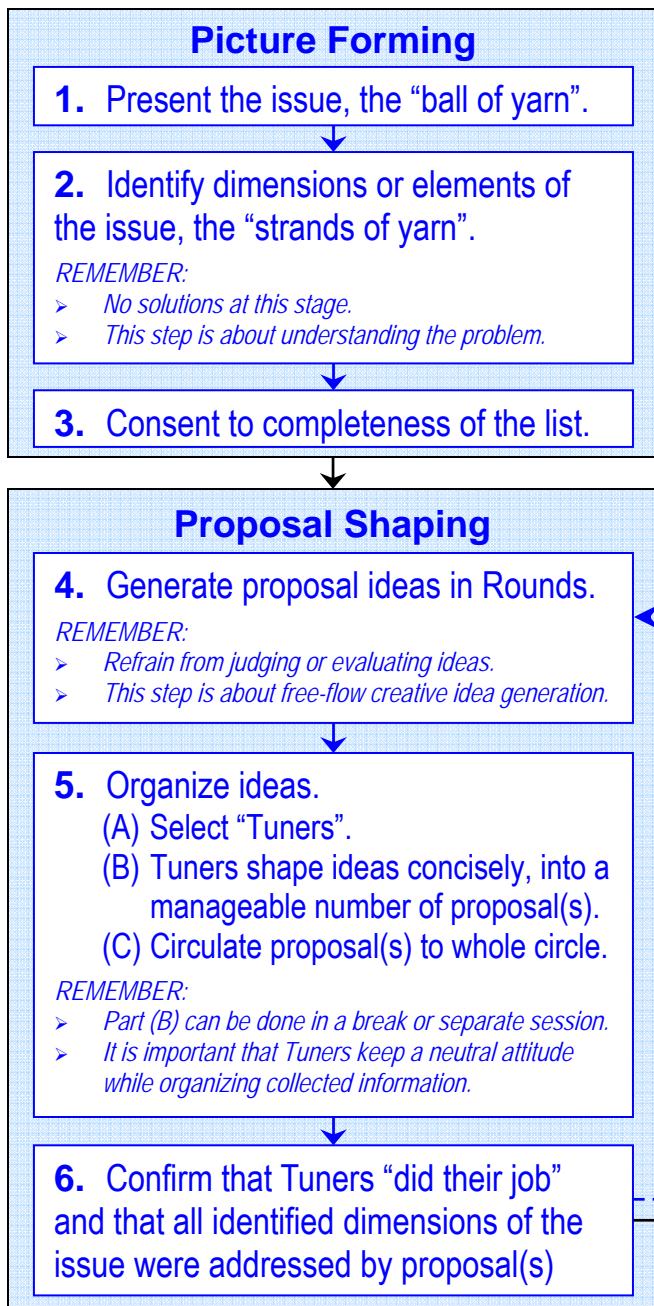 Picture Forming
1. Present the issue, the “ball of yarn”.
2. Identify dimensions or elements of
the issue, the “strands of yarn”.
REMEMBER:
➢ No solutions at this stage.
➢ This step is about understanding the problem.
3. Consent to completeness of the list.
Proposal Shaping
4. Generate proposal ideas in Rounds.
REMEMBER:
➢ Refrain from judging or evaluating ideas.
➢ This step is about free-flow creative idea generation.
5. Organize ideas.
(A) Select “Tuners”.
(B) Tuners shape ideas concisely, into a
manageable number of proposal(s).
(C) Circulate proposal(s) to whole circle.
REMEMBER:
➢ Part (B) can be done in a break or separate session.
➢ It is important that Tuners keep a neutral attitude
while organizing collected information.
6. Confirm that Tuners “did their job”
and that all identified dimensions of the
issue were addressed by proposal(s)